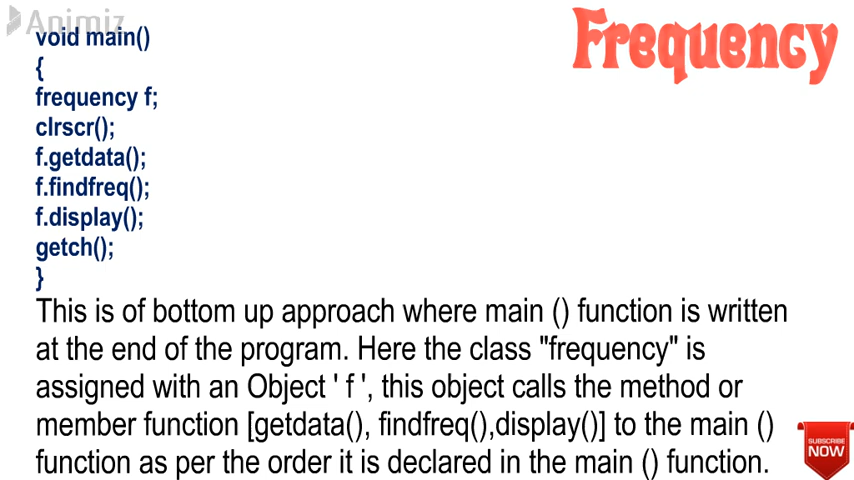 Animiz
Frequency
void main()
{
frequency f;
clrscr();
f.getdata();
f.findfreq();
f.display();
getch();
}
This is of bottom up approach where main () function is written
at the end of the program. Here the class "frequency" is
assigned with an Object ' f ', this object calls the method or
member function [getdata(), findfreq(),display()] to the main ()
function as per the order it is declared in the main () function.
SUBSCRIBE
NOW